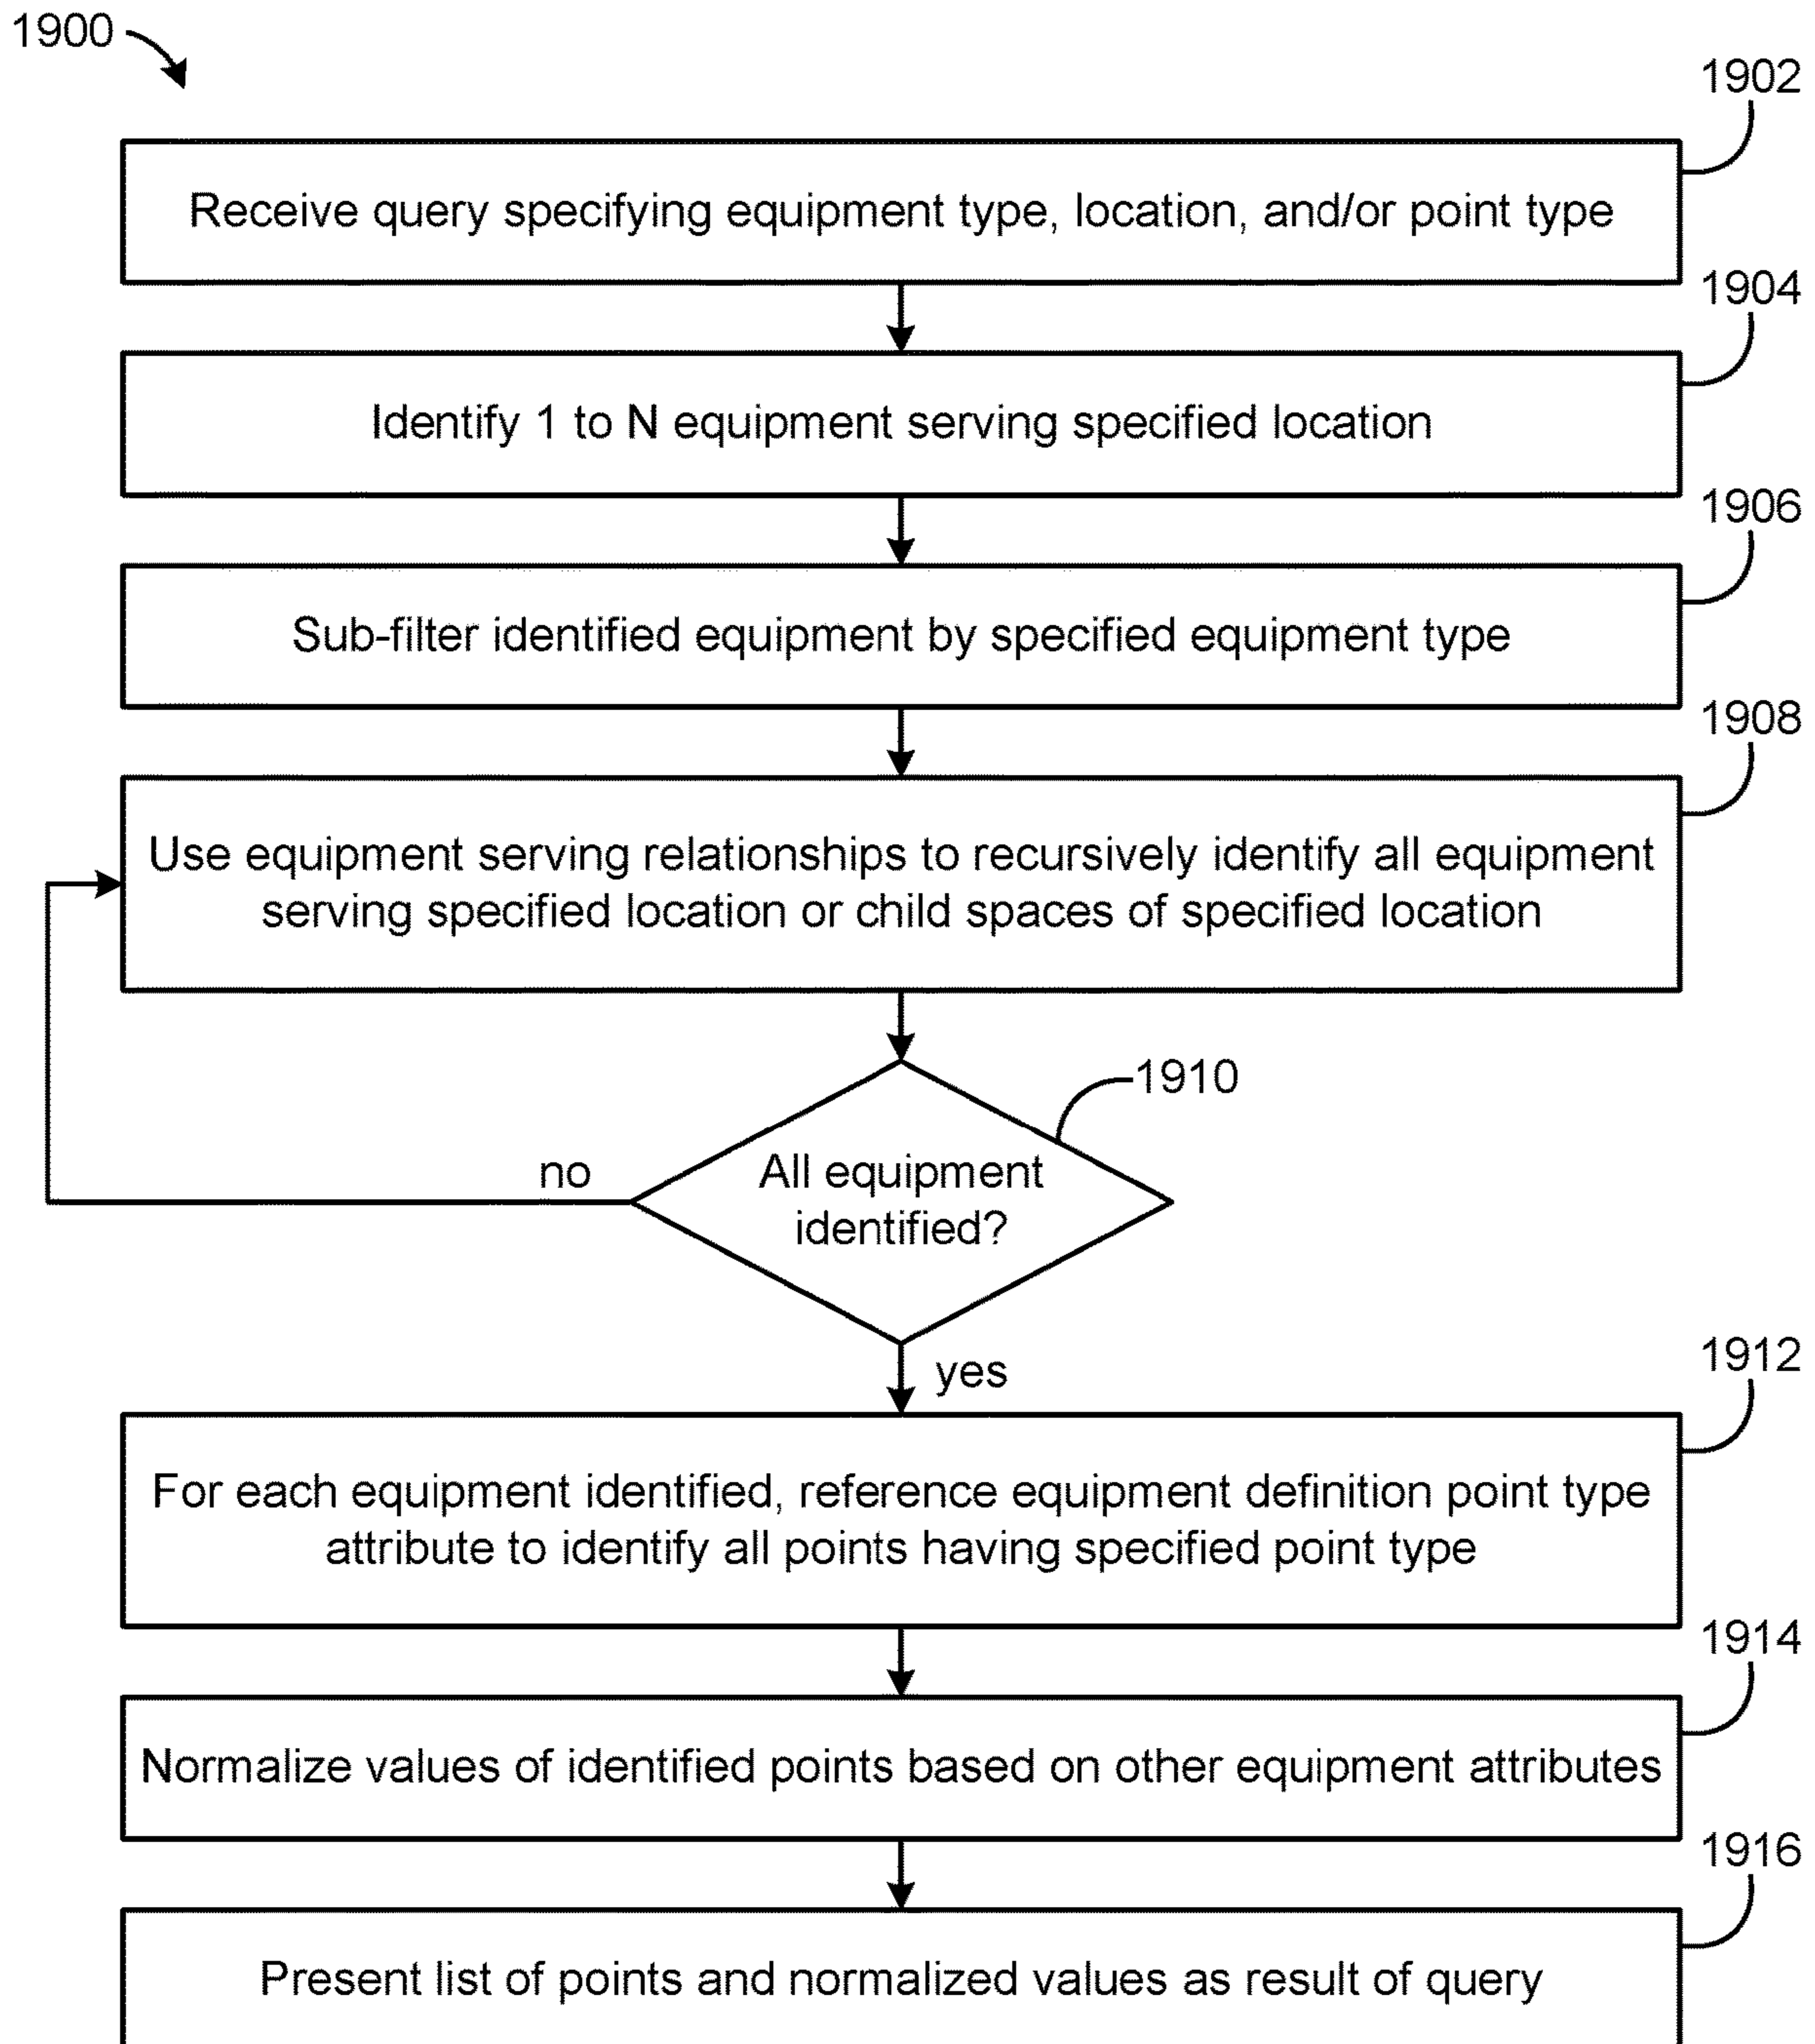 1900
1902
Receive query specifying equipment type, location, and/or point type
1904
Identify 1 to N equipment serving specified location
1906
Sub-filter identified equipment by specified equipment type
1908
Use equipment serving relationships to recursively identify all equipment
serving specified location or child spaces of specified location
1910
no
All equipment
identified?
yes
1912
For each equipment identified, reference equipment definition point type
attribute to identify all points having specified point type
1914
Normalize values of identified points based on other equipment attributes
1916
Present list of points and normalized values as result of query